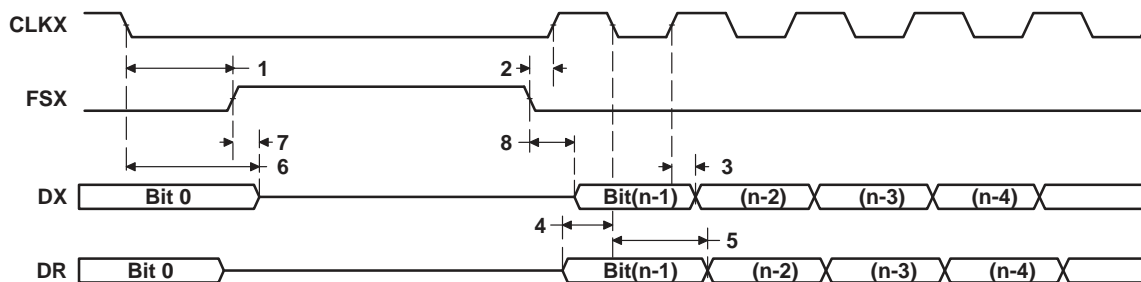 CLKX
1
2
FSX
7
8
6
3
DX
Bit 0
Bit(n-1)
(n-2)
(n-3)
(n-4)
4
5
DR
Bit 0
Bit(n-1)
(n-2)
(n-3)
(n-4)